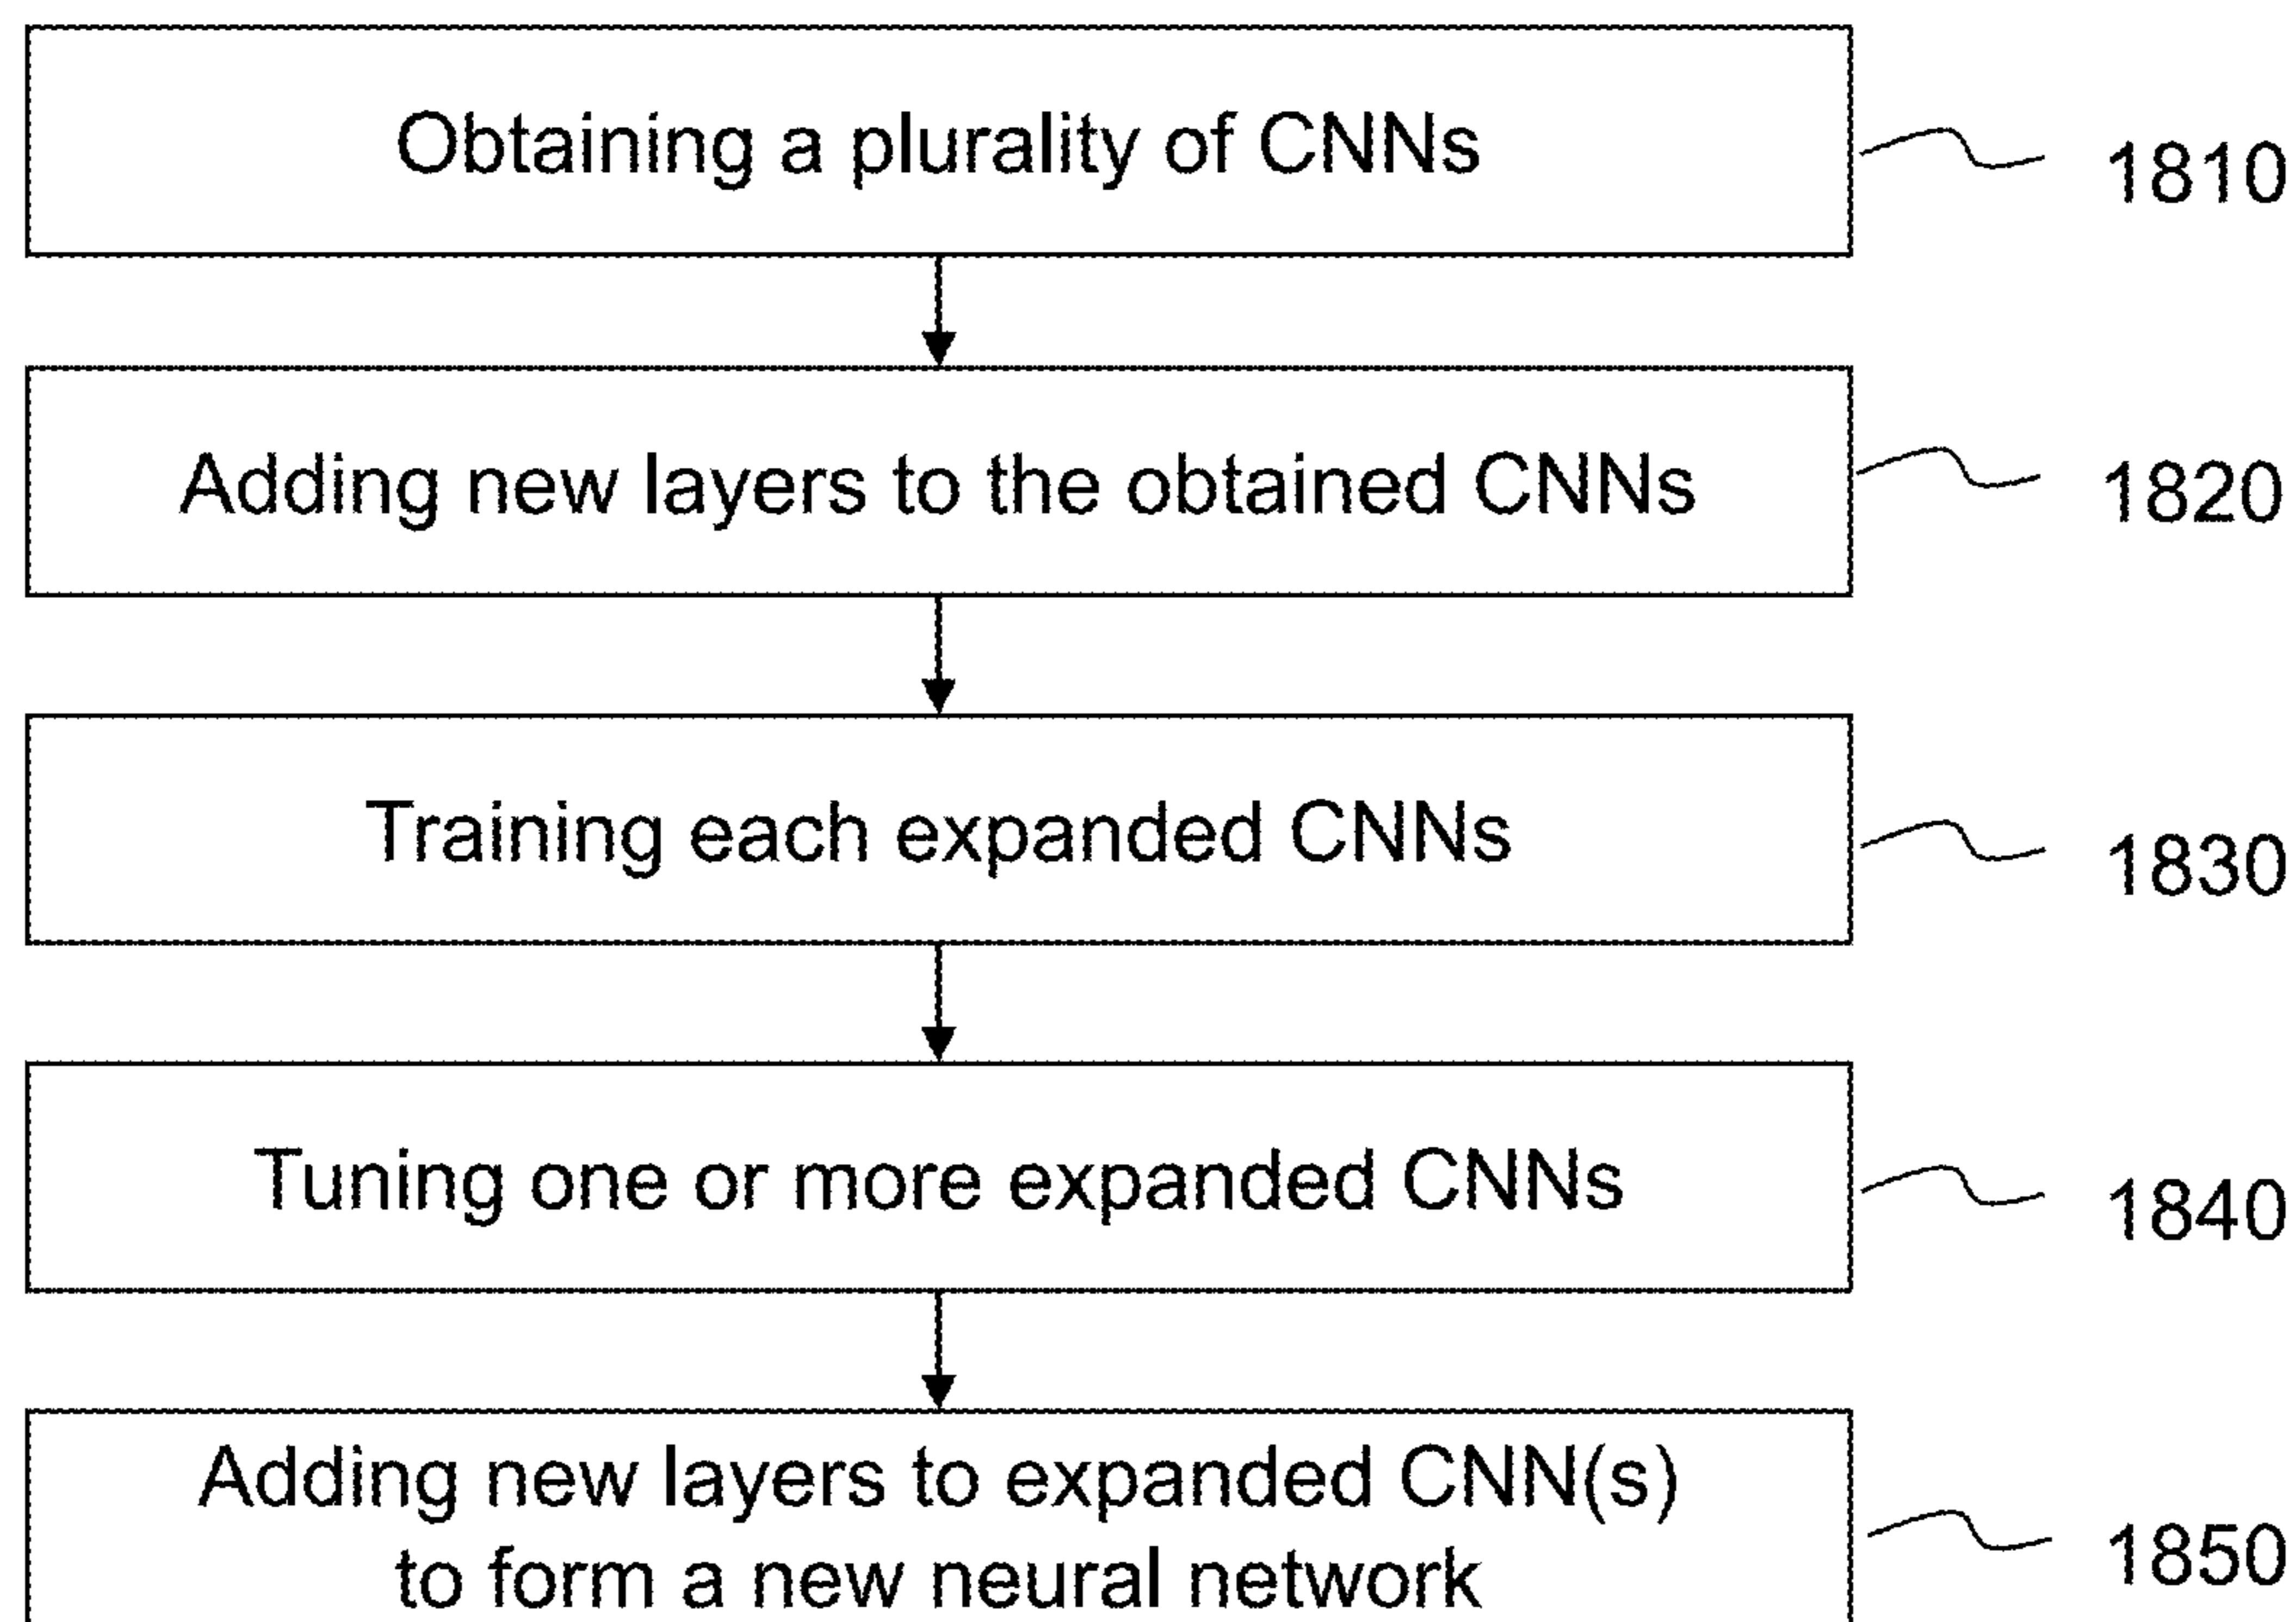 Obtaining a plurality of CNNs
1810
Adding new layers to the obtained CNNs
1820
Training each expanded CNNs
1830
Tuning one or more expanded CNNs
1840
Adding new layers to expanded CNN(s)
to form a new neural network
1850